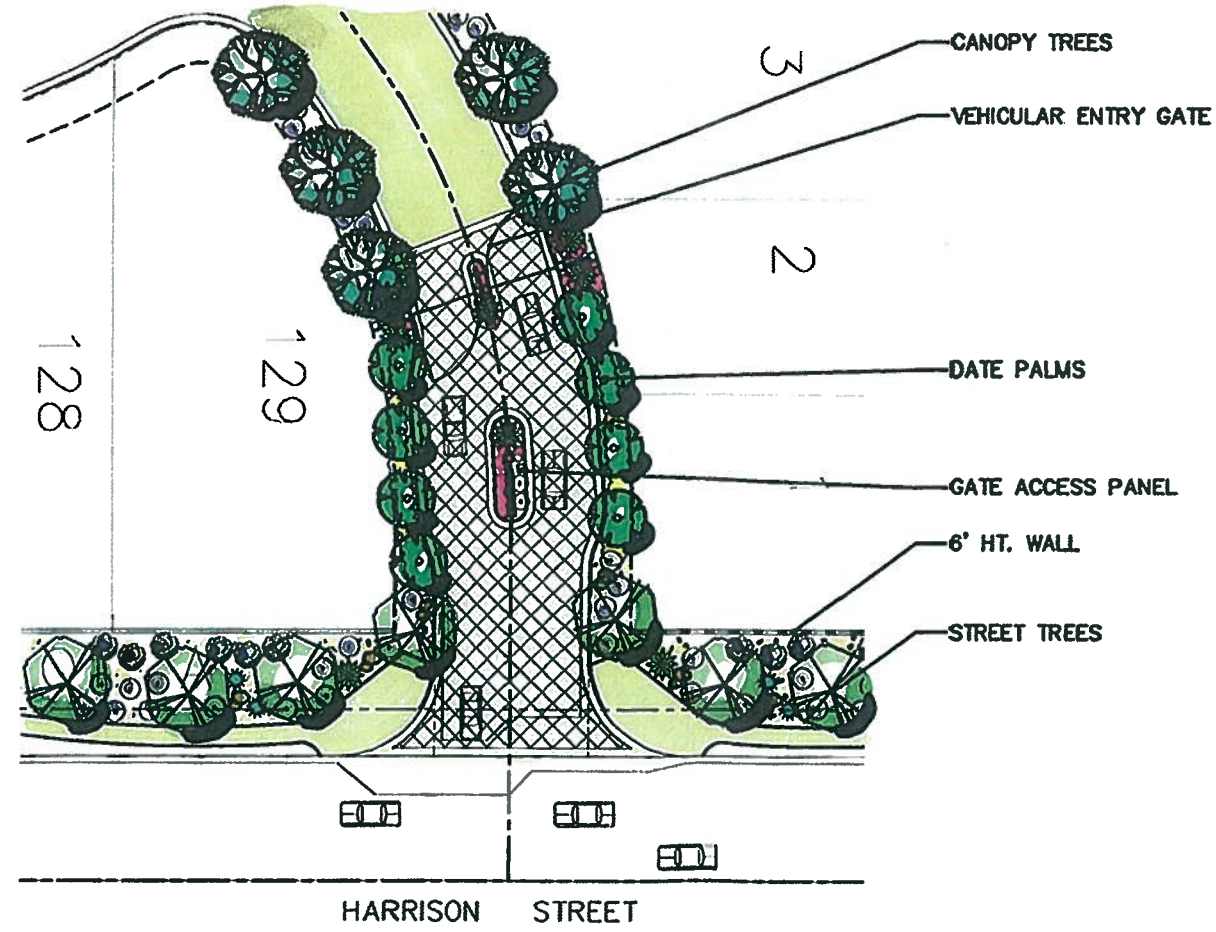 CANOPY TREES
3
VEHICULAR ENTRY GATE
2
DATE PALMS
128
129
GATE ACCESS PANEL
6' HT. WALL
STREET TREES
HARRISON STREET